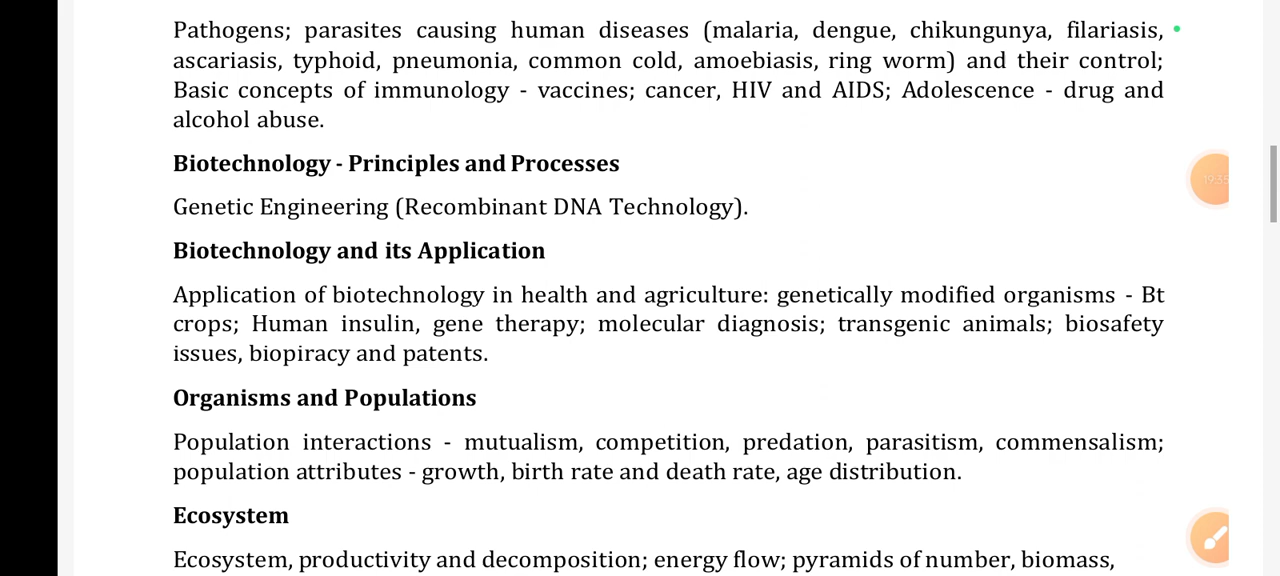 Pathogens; parasites causing human diseases (malaria, dengue, chikungunya, filariasis,
ascariasis, typhoid, pneumonia, common cold, amoebiasis, ring worm) and their control;
Basic concepts of immunology - vaccines; cancer, HIV and AIDS; Adolescence - drug and
alcohol abuse.
Biotechnology - Principles and Processes
Genetic Engineering (Recombinant DNA Technology).
19:35
Biotechnology and its Application
Application of biotechnology in health and agriculture: genetically modified organisms - Bt
crops; Human insulin, gene therapy; molecular diagnosis; transgenic animals; biosafety
issues, biopiracy and patents.
Organisms and Populations
Population interactions - mutualism, competition, predation, parasitism, commensalism;
population attributes - growth, birth rate and death rate, age distribution.
Ecosystem
Ecosystem, productivity and decomposition; energy flow; pyramids of number, biomass,